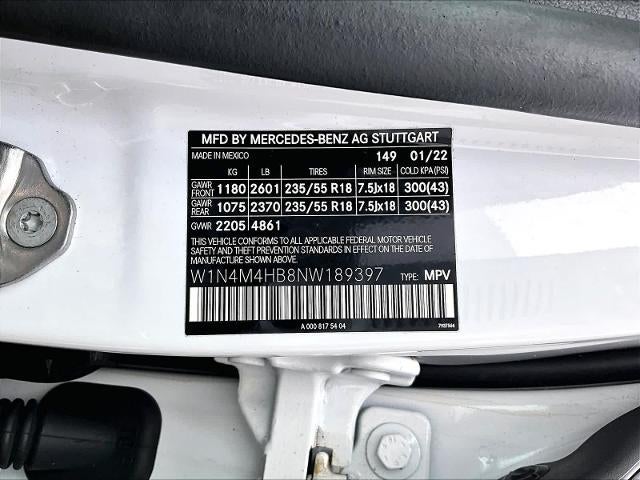 MFD BY MERCEDES-BENZ AG STUTTGART
MADE IN MEXICO 149 01/22
KG LB TIRES RIM SIZE COLD KPA(PSI)
GAWR FRONT 1180 2601 235/55 R18 7.5Jx18 300(43)
GAWR REAR 1075 2370 235/55 R18 7.5Jx18 300(43)
GVWR 2205 4861
THIS VEHICLE CONFORMS TO ALL APPLICABLE FEDERAL MOTOR VEHICLE
SAFETY AND THEFT PREVENTION STANDARDS IN EFFECT ON THE DATE
OF MANUFACTURE SHOWN ABOVE.
W1N4M4HB8NW189397 TYPE: MPV
A 000 817 54 04